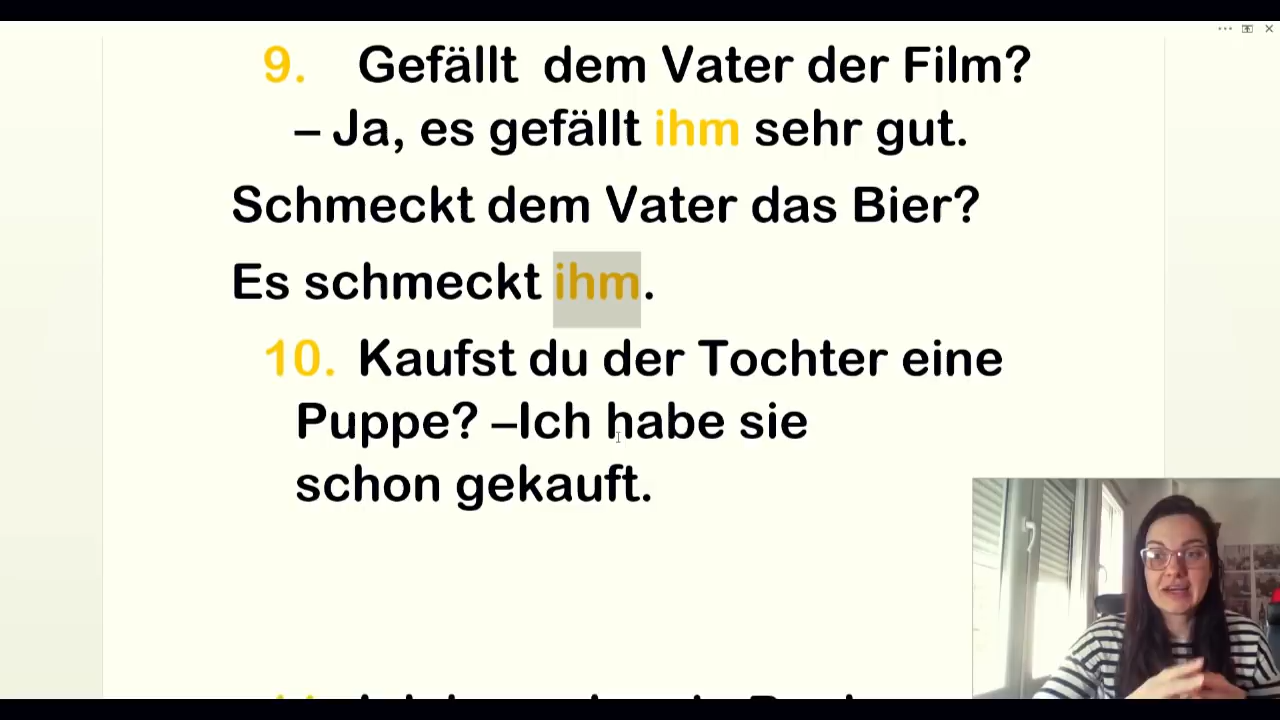 9. Gefällt dem Vater der Film?
– Ja, es gefällt ihm sehr gut.
Schmeckt dem Vater das Bier?
Es schmeckt ihm.
10. Kaufst du der Tochter eine
Puppe? –Ich habe sie
schon gekauft.